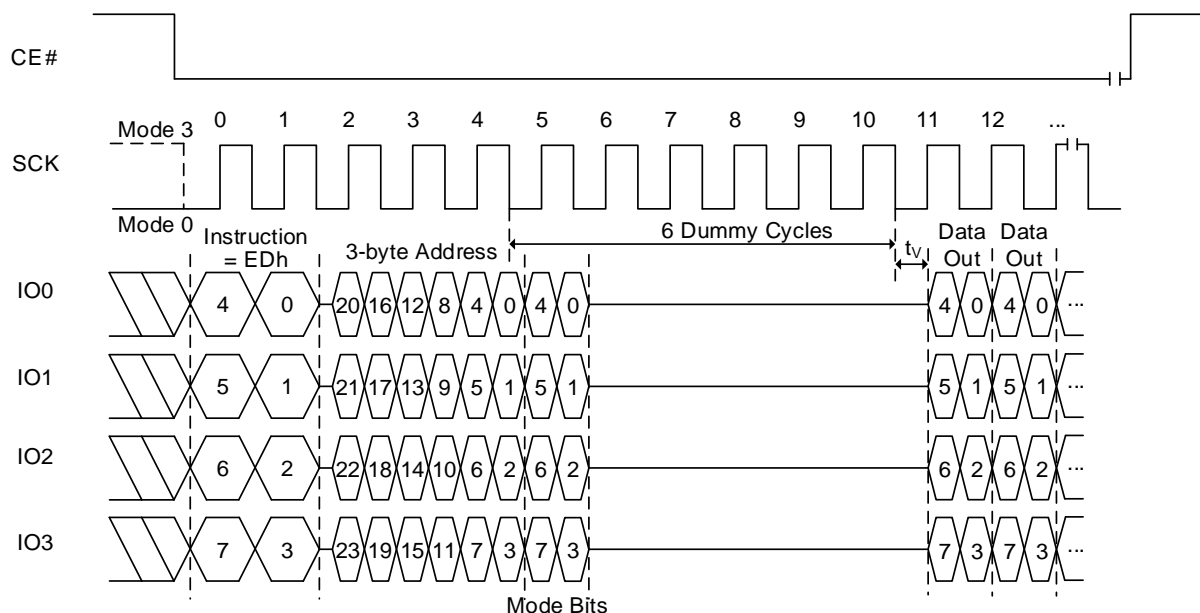 CE#
0 1 2 3 4 5 6 7 8 9 10 11 12 ...
Mode 3
SCK
Mode 0
Instruction = EDh
3-byte Address
6 Dummy Cycles
tV
Data Out
Data Out
IO0 4 0 20 16 12 8 4 0 4 0 4 0 4 0 ...
IO1 5 1 21 17 13 9 5 1 5 1 5 1 5 1 ...
IO2 6 2 22 18 14 10 6 2 6 2 6 2 6 2 ...
IO3 7 3 23 19 15 11 7 3 7 3 7 3 7 3 ...
Mode Bits